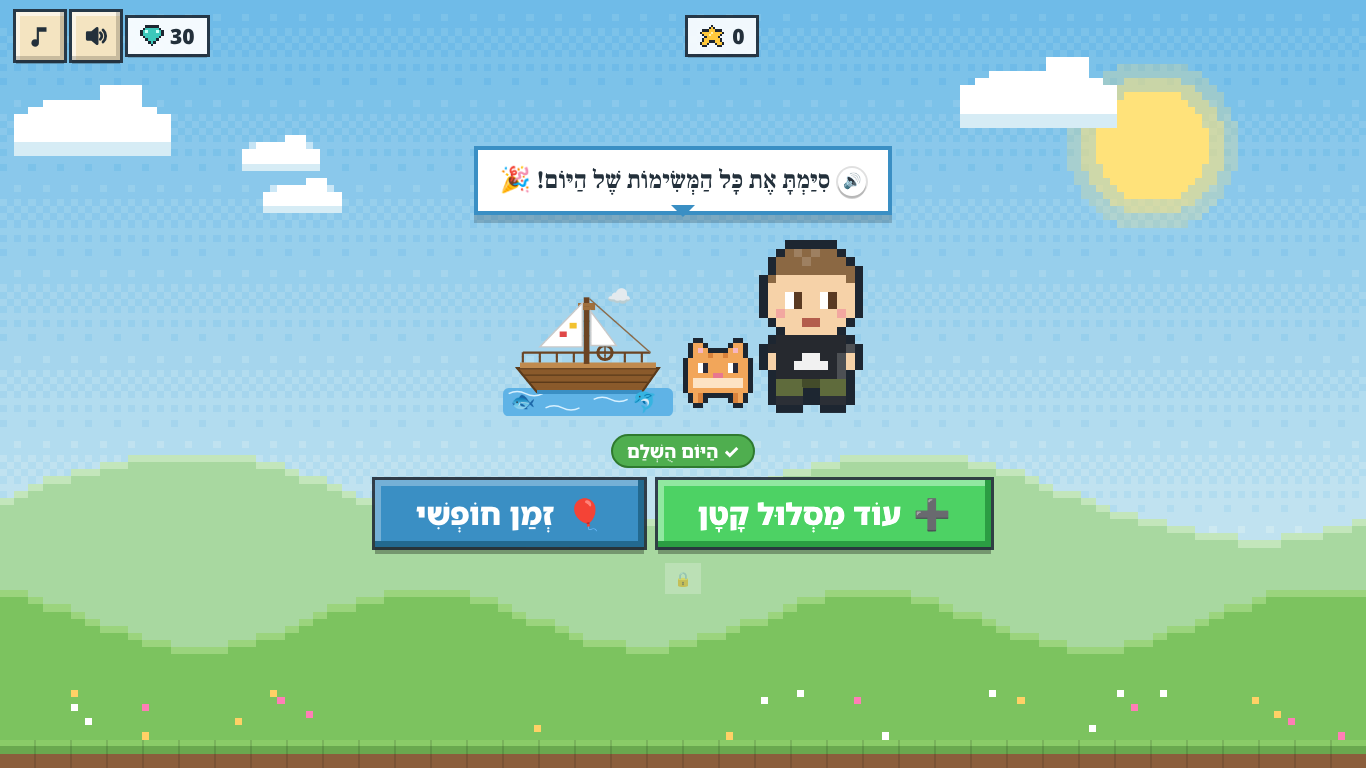 30
0
סִיַּמְתָּ אֶת כָּל הַמְּשִׂימוֹת שֶׁל הַיּוֹם! 🎉
✓ הַיּוֹם הֻשְׁלַם
➕ עוֹד מַסְלוּל קָטָן
🎈 זְמַן חוֹפְשִׁי